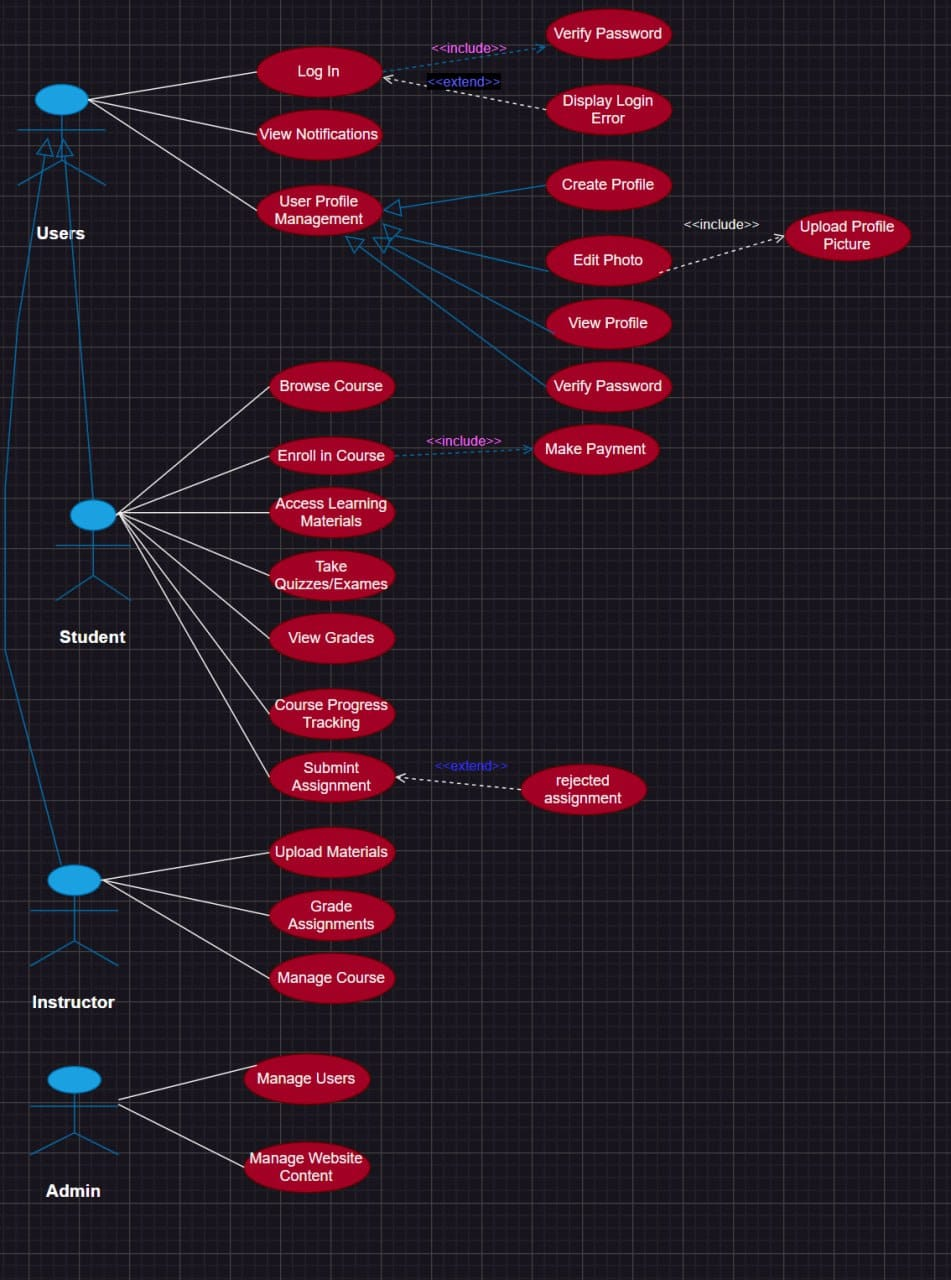 Verify Password
<<include>>
Log In
<<extend>>
Display Login
Error
View Notifications
Create Profile
User Profile
Management
<<include>>
Upload Profile
Picture
Users
Edit Photo
View Profile
Browse Course
Verify Password
<<include>>
Enroll in Course
Make Payment
Access Learning
Materials
Take
Quizzes/Exames
Student
View Grades
Course Progress
Tracking
Submint
Assignment
<<extend>>
rejected
assignment
Upload Materials
Grade
Assignments
Manage Course
Instructor
Manage Users
Manage Website
Content
Admin